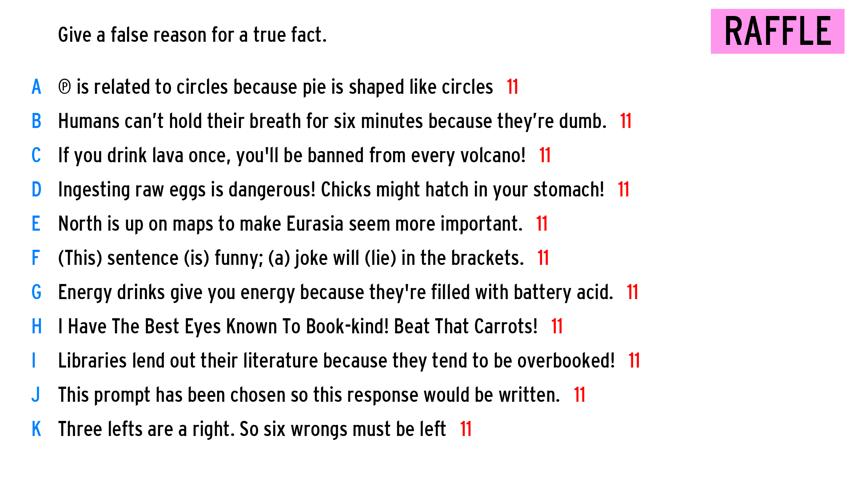 Give a false reason for a true fact.
RAFFLE
A ℗ is related to circles because pie is shaped like circles 11
B Humans can’t hold their breath for six minutes because they’re dumb. 11
C If you drink lava once, you'll be banned from every volcano! 11
D Ingesting raw eggs is dangerous! Chicks might hatch in your stomach! 11
E North is up on maps to make Eurasia seem more important. 11
F (This) sentence (is) funny; (a) joke will (lie) in the brackets. 11
G Energy drinks give you energy because they're filled with battery acid. 11
H I Have The Best Eyes Known To Book-kind! Beat That Carrots! 11
I Libraries lend out their literature because they tend to be overbooked! 11
J This prompt has been chosen so this response would be written. 11
K Three lefts are a right. So six wrongs must be left 11